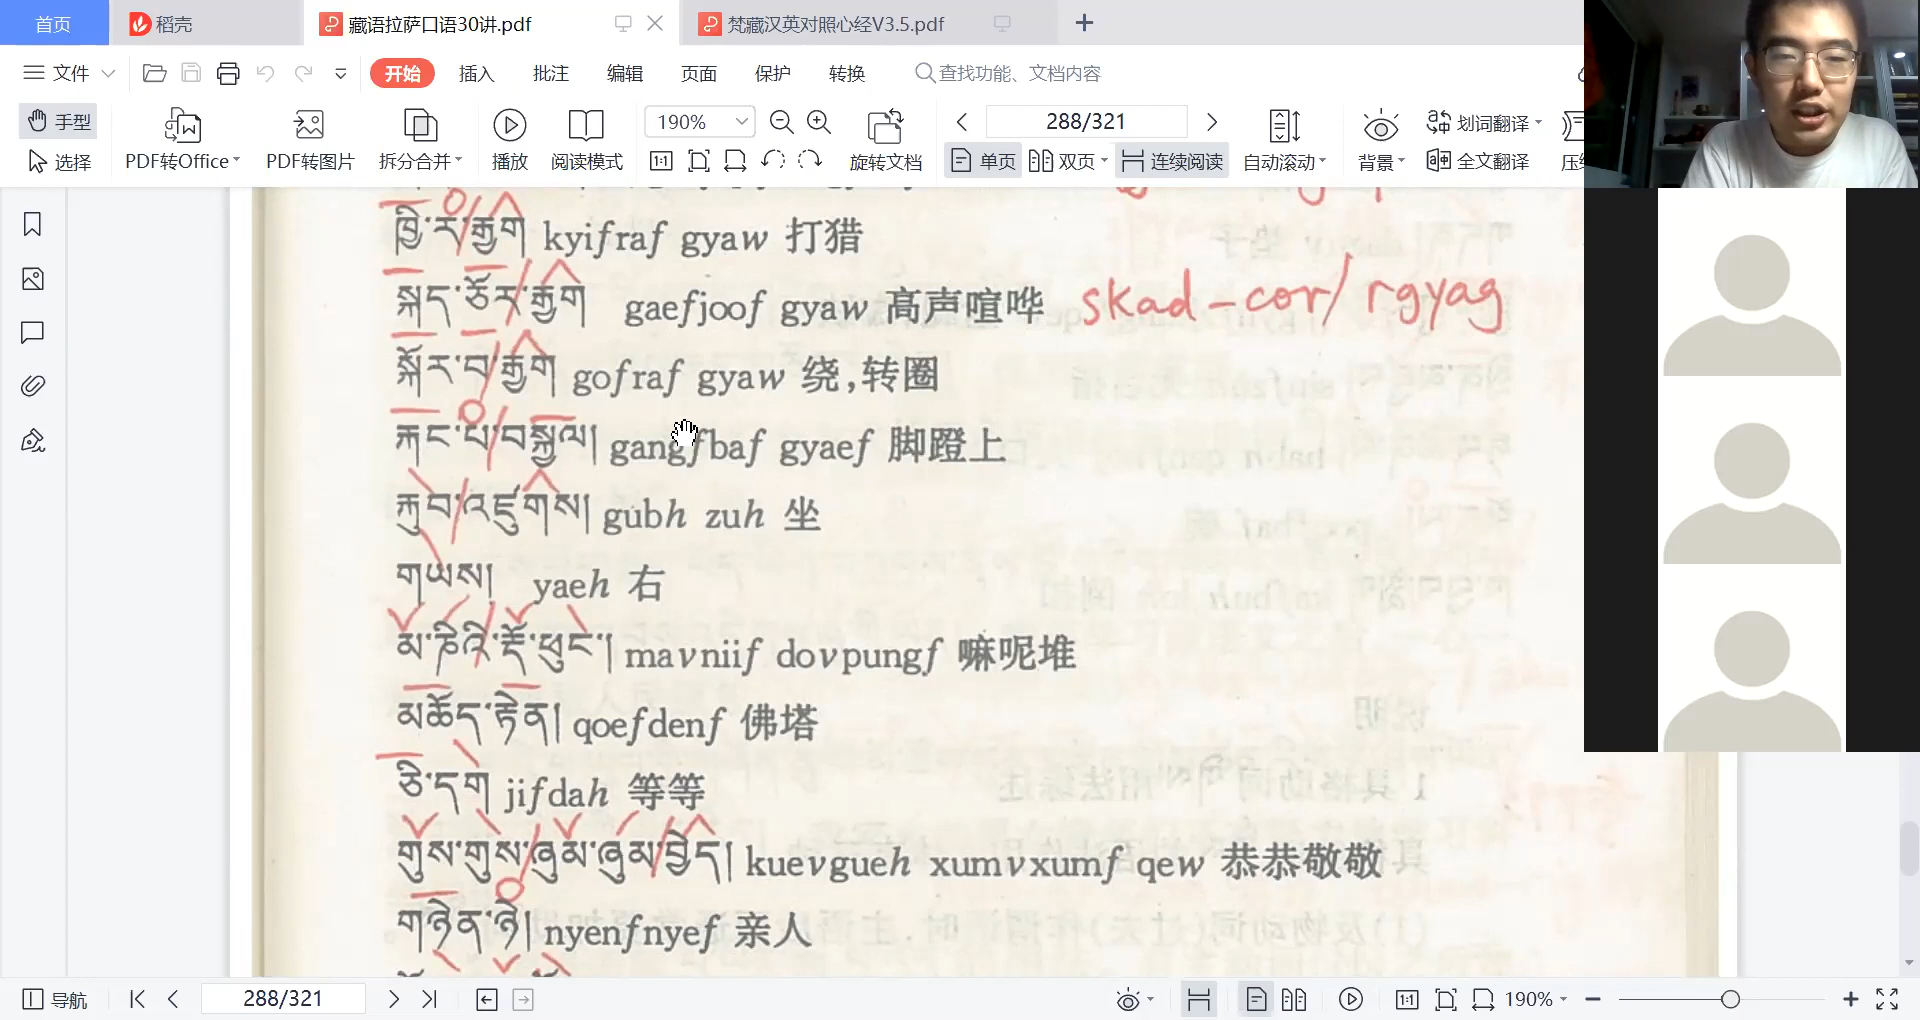 首页 稻壳 藏语拉萨口语30讲.pdf 梵藏汉英对照心经V3.5.pdf
文件 开始 插入 批注 编辑 页面 保护 转换 查找功能、文档内容
手型 190% 288/321 划词翻译
选择 PDF转Office PDF转图片 拆分合并 播放 阅读模式 1:1 旋转文档 单页 双页 连续阅读 自动滚动 背景 全文翻译
ཁྱི་ར་རྒྱག kyifraf gyaw 打猎
སྐད་ཅོར་རྒྱག gaefjoof gyaw 高声喧哗 skad-cor/rgyag
སྐོར་བ་རྒྱག gofraf gyaw 绕,转圈
རྐང་པ་བསྐྱལ། gangfbaf gyaef 脚蹬上
རྐུབ་འཛུགས། gubh zuh 坐
གཡས། yaeh 右
མ་ཎིའི་རྡོ་ཕུང་། mavniif dovpungf 嘛呢堆
མཆོད་རྟེན། qoefdenf 佛塔
ཅི་དག jifdah 等等
གུས་གུས་ཞུམ་ཞུམ་བྱེད། kuevgueh xumvxumf qew 恭恭敬敬
གཉེན་ཉེ། nyenfnyef 亲人
导航 288/321 1:1 190%